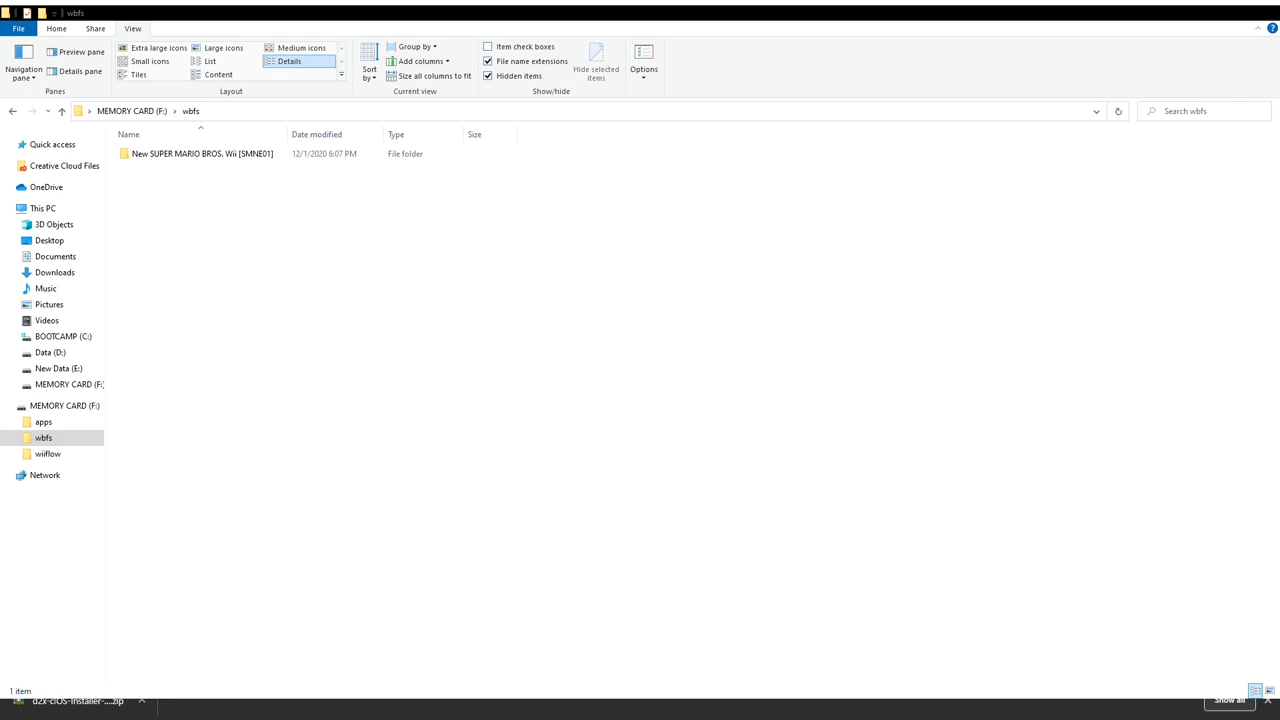 wbfs
File
Home
Share
View
Navigation pane
Preview pane
Details pane
Panes
Extra large icons
Large icons
Medium icons
Small icons
List
Details
Tiles
Content
Layout
Sort by
Group by
Add columns
Size all columns to fit
Current view
Item check boxes
File name extensions
Hidden items
Hide selected items
Show/hide
Options
MEMORY CARD (F:)
wbfs
Search wbfs
Name
Date modified
Type
Size
New SUPER MARIO BROS. Wii [SMNE01]
12/1/2020 6:07 PM
File folder
Quick access
Creative Cloud Files
OneDrive
This PC
3D Objects
Desktop
Documents
Downloads
Music
Pictures
Videos
BOOTCAMP (C:)
Data (D:)
New Data (E:)
MEMORY CARD (F:)
MEMORY CARD (F:)
apps
wbfs
wiiflow
Network
1 item
d2x-cIOS-Installer-....zip
Show all